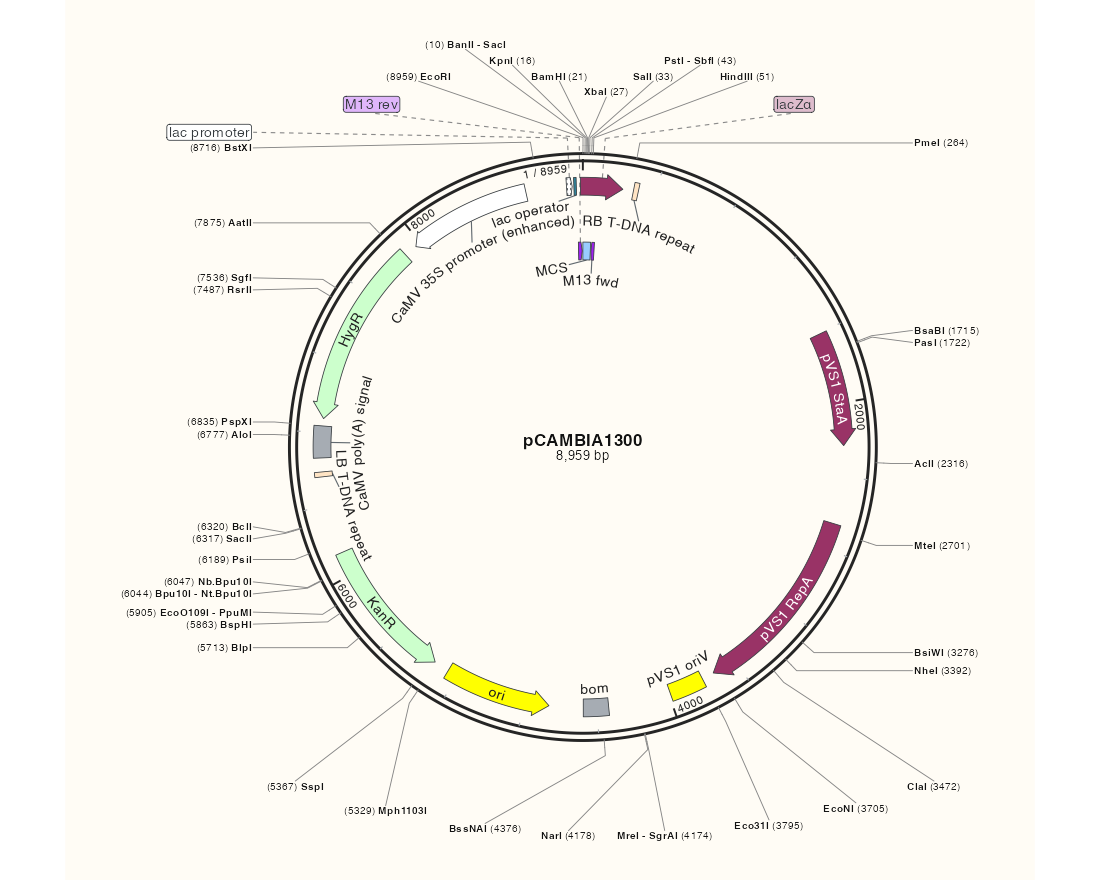 (10) BanII - SacI
KpnI (16)
PstI - SbfI (43)
(8959) EcoRI
BamHI (21)
SalI (33)
HindIII (51)
XbaI (27)
M13 rev
lacZα
lac promoter
(8716) BstXI
PmeI (264)
1 / 8959
8000
lac operator
CaMV 35S promoter (enhanced)
RB T-DNA repeat
(7875) AatII
MCS
M13 fwd
(7536) SgfI
(7487) RsrII
HygR
BsaBI (1715)
PasI (1722)
pVS1 StaA
2000
(6835) PspXI
(6777) AloI
CaMV poly(A) signal
LB T-DNA repeat
pCAMBIA1300
8,959 bp
AclI (2316)
(6320) BclI
(6317) SacII
(6189) PsiI
MteI (2701)
(6047) Nb.Bpu10I
(6044) Bpu10I - Nt.Bpu10I
(5905) EcoO109I - PpuMI
(5863) BspHI
(5713) BlpI
6000
KanR
pVS1 RepA
BsiWI (3276)
NheI (3392)
pVS1 oriV
4000
ori
bom
(5367) SspI
ClaI (3472)
(5329) Mph1103I
EcoNI (3705)
BssNAI (4376)
NarI (4178)
MreI - SgrAI (4174)
Eco31I (3795)